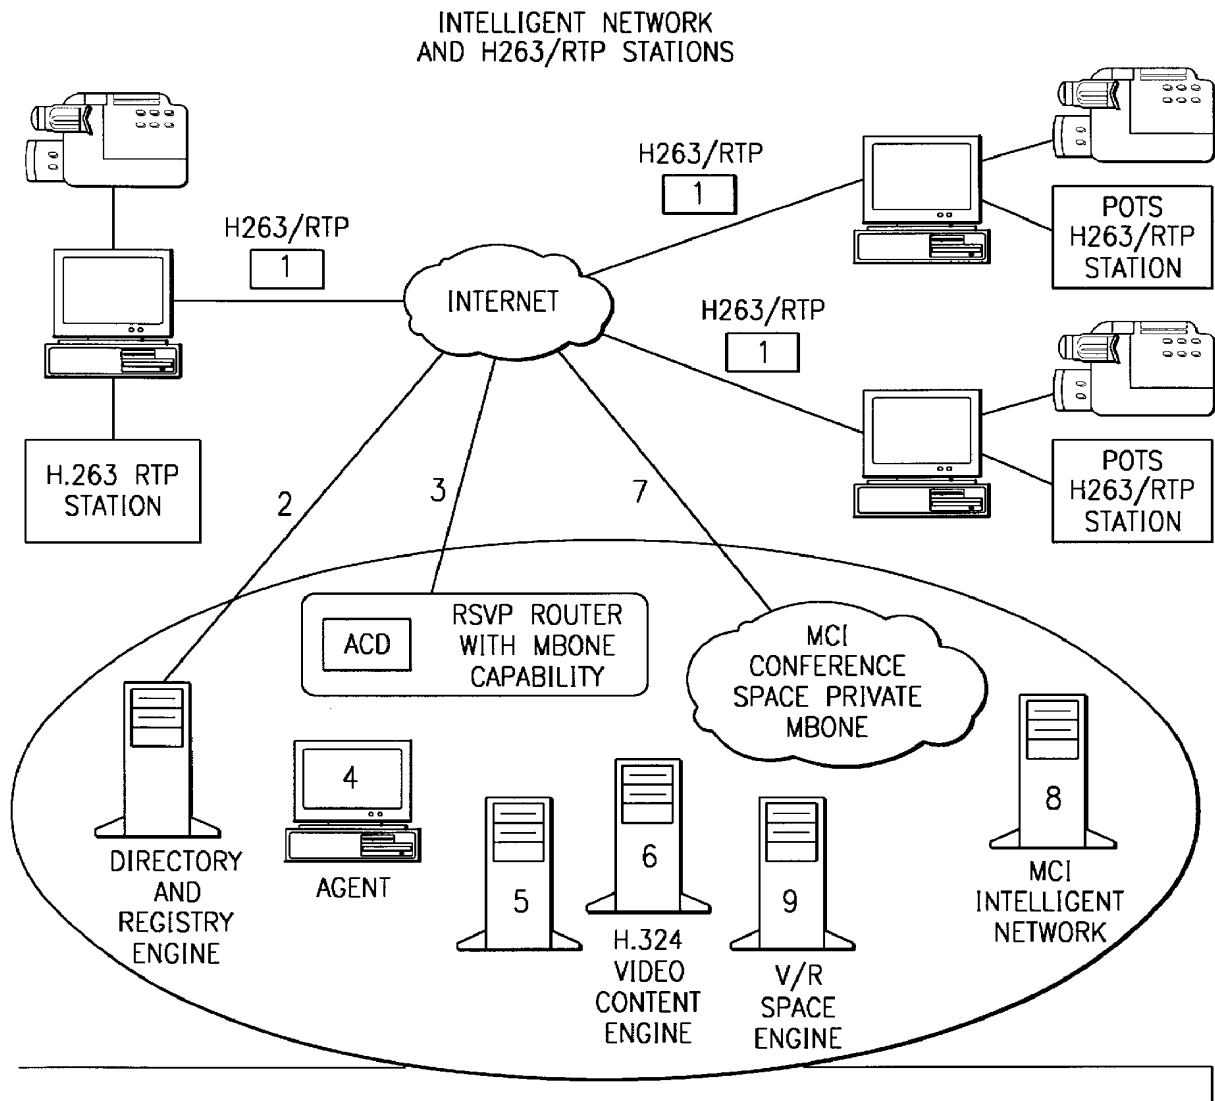 INTELLIGENT NETWORK
AND H263/RTP STATIONS
H263/RTP
1
H263/RTP
1
POTS
H263/RTP
STATION
INTERNET
H263/RTP
1
H.263 RTP
STATION
POTS
H263/RTP
STATION
2
3
7
ACD
RSVP ROUTER
WITH MBONE
CAPABILITY
MCI
CONFERENCE
SPACE PRIVATE
MBONE
DIRECTORY
AND
REGISTRY
ENGINE
4
AGENT
5
6
H.324
VIDEO
CONTENT
ENGINE
9
V/R
SPACE
ENGINE
8
MCI
INTELLIGENT
NETWORK